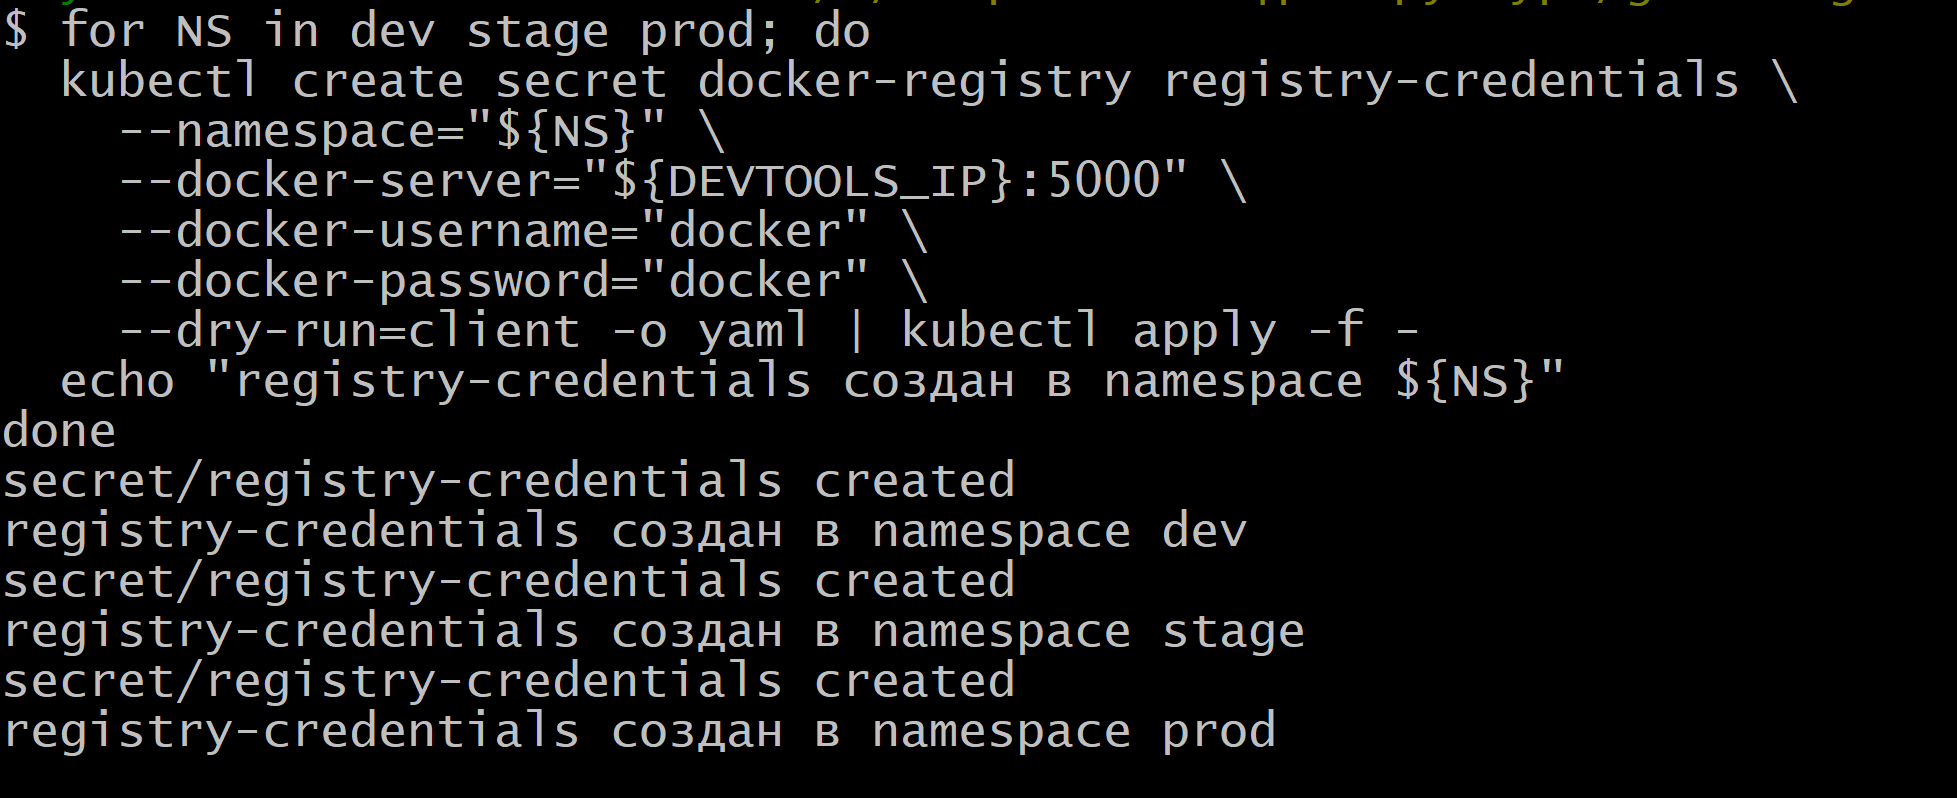 $ for NS in dev stage prod; do
  kubectl create secret docker-registry registry-credentials \
    --namespace="${NS}" \
    --docker-server="${DEVTOOLS_IP}:5000" \
    --docker-username="docker" \
    --docker-password="docker" \
    --dry-run=client -o yaml | kubectl apply -f -
  echo "registry-credentials создан в namespace ${NS}"
done
secret/registry-credentials created
registry-credentials создан в namespace dev
secret/registry-credentials created
registry-credentials создан в namespace stage
secret/registry-credentials created
registry-credentials создан в namespace prod